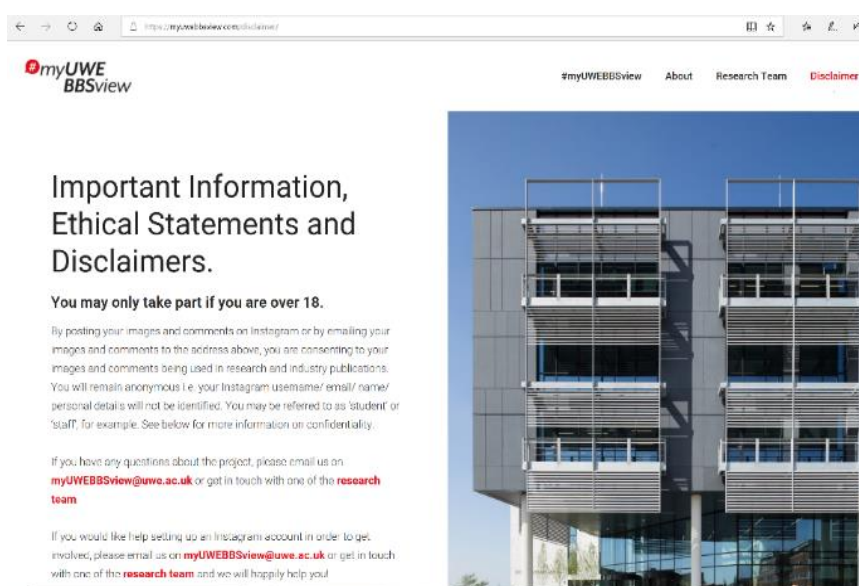 https://myuwebbsview.com/disclaimer/
#myUWE
BBSview
#myUWEBBSview About Research Team Disclaimer
Important Information,
Ethical Statements and
Disclaimers.
You may only take part if you are over 18.
By posting your images and comments on Instagram or by emailing your
images and comments to the address above, you are consenting to your
images and comments being used in research and industry publications.
You will remain anonymous i.e. your Instagram username/ email/ name/
personal details will not be identified. You may be referred to as 'student' or
'staff', for example. See below for more information on confidentiality.
If you have any questions about the project, please email us on
myUWEBBSview@uwe.ac.uk or get in touch with one of the research
team
If you would like help setting up an Instagram account in order to get
involved, please email us on myUWEBBSview@uwe.ac.uk or get in touch
with one of the research team and we will happily help you!